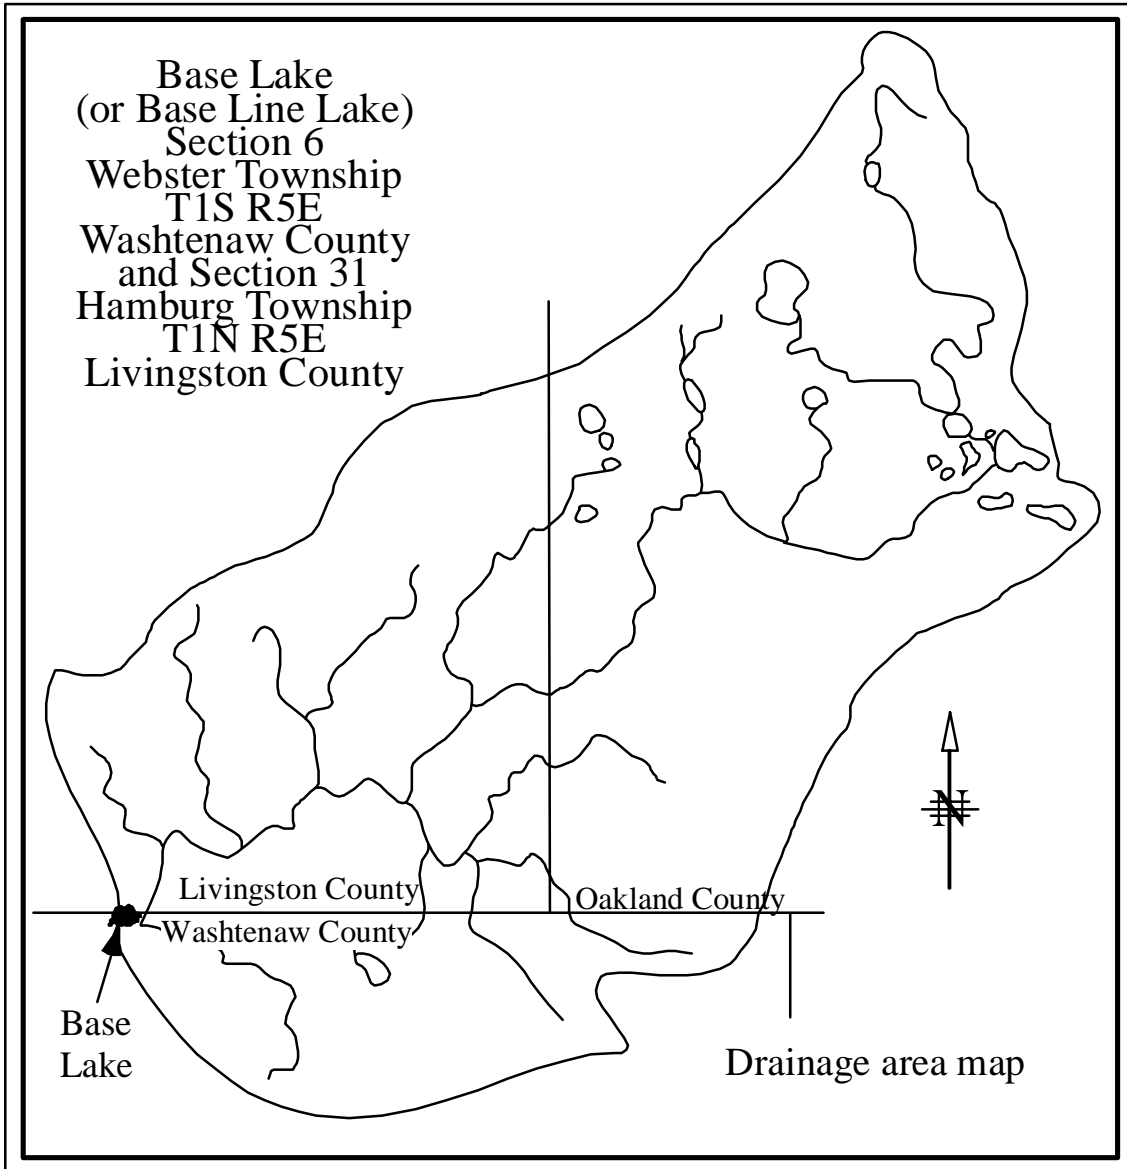 Base Lake
(or Base Line Lake)
Section 6
Webster Township
T1S R5E
Washtenaw County
and Section 31
Hamburg Township
T1N R5E
Livingston County
N
Livingston County
Oakland County
Washtenaw County
Base
Lake
Drainage area map